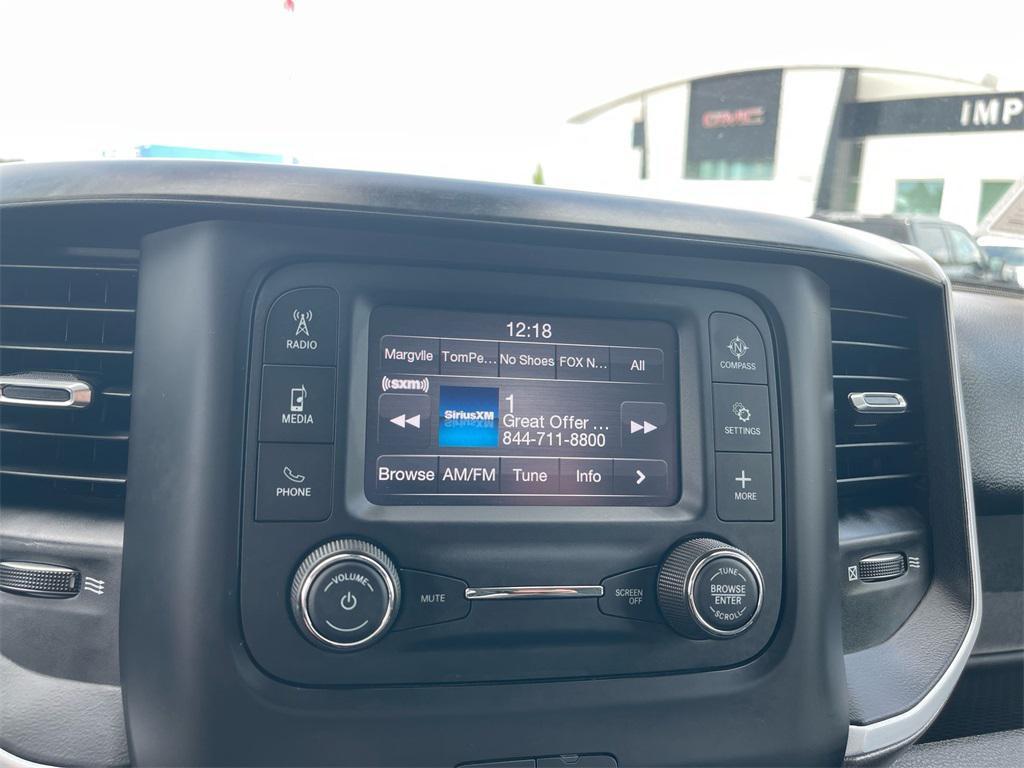 GMC
IMP
12:18
Margvlle TomPe... No Shoes FOX N... All
((sxm))
SiriusXM
1
Great Offer ...
844-711-8800
Browse AM/FM Tune Info >
RADIO
MEDIA
PHONE
N
COMPASS
SETTINGS
+
MORE
VOLUME
MUTE
SCREEN
OFF
TUNE
BROWSE
ENTER
SCROLL